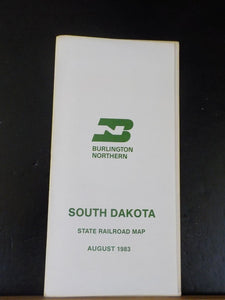 BURLINGTON
NORTHERN
SOUTH DAKOTA
STATE RAILROAD MAP
AUGUST 1983